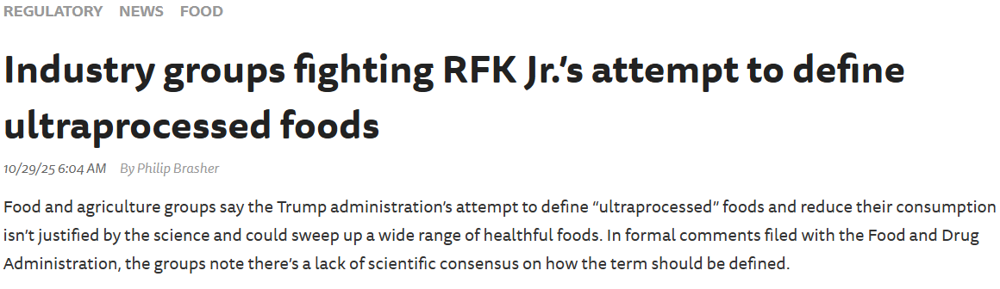 REGULATORY NEWS FOOD
Industry groups fighting RFK Jr.'s attempt to define
ultraprocessed foods
10/29/25 6:04 AM By Philip Brasher
Food and agriculture groups say the Trump administration's attempt to define “ultraprocessed” foods and reduce their consumption
isn't justified by the science and could sweep up a wide range of healthful foods. In formal comments filed with the Food and Drug
Administration, the groups note there's a lack of scientific consensus on how the term should be defined.